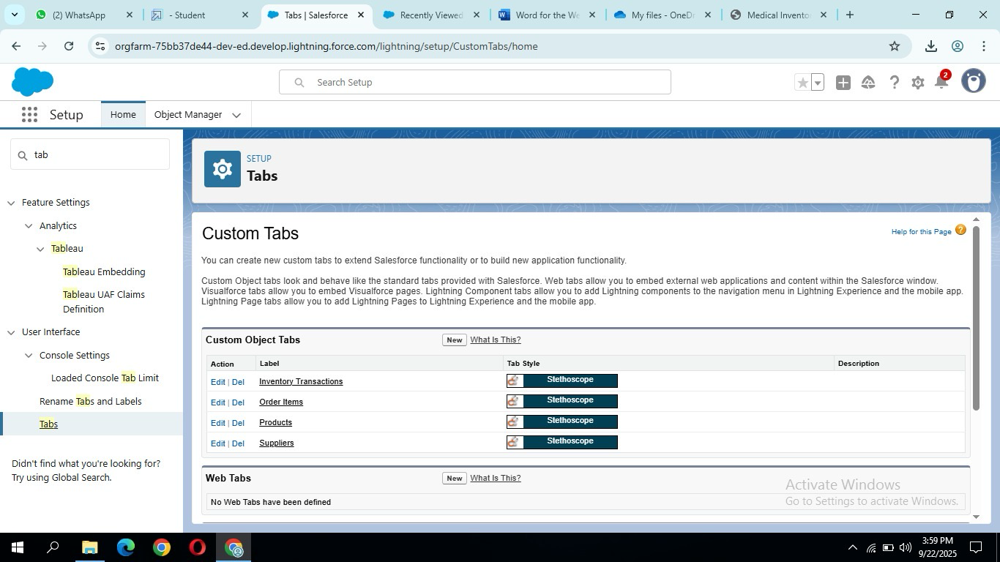 (2) WhatsApp
- Student
Tabs | Salesforce
Recently Viewed
Word for the We
My files - OneDr
Medical Invento
orgfarm-75bb37de44-dev-ed.develop.lightning.force.com/lightning/setup/CustomTabs/home
Search Setup
2
Setup
Home
Object Manager
tab
SETUP
Tabs
Feature Settings
Analytics
Tableau
Tableau Embedding
Tableau UAF Claims
Definition
User Interface
Console Settings
Loaded Console Tab Limit
Rename Tabs and Labels
Tabs
Didn't find what you're looking for?
Try using Global Search.
Custom Tabs
Help for this Page ?
You can create new custom tabs to extend Salesforce functionality or to build new application functionality.
Custom Object tabs look and behave like the standard tabs provided with Salesforce. Web tabs allow you to embed external web applications and content within the Salesforce window.
Visualforce tabs allow you to embed Visualforce pages. Lightning Component tabs allow you to add Lightning components to the navigation menu in Lightning Experience and the mobile app.
Lightning Page tabs allow you to add Lightning Pages to Lightning Experience and the mobile app.
Custom Object Tabs New What Is This?
Action Label Tab Style Description
Edit | Del Inventory Transactions Stethoscope
Edit | Del Order Items Stethoscope
Edit | Del Products Stethoscope
Edit | Del Suppliers Stethoscope
Web Tabs New What Is This?
No Web Tabs have been defined
Activate Windows
Go to Settings to activate Windows.
3:59 PM
9/22/2025